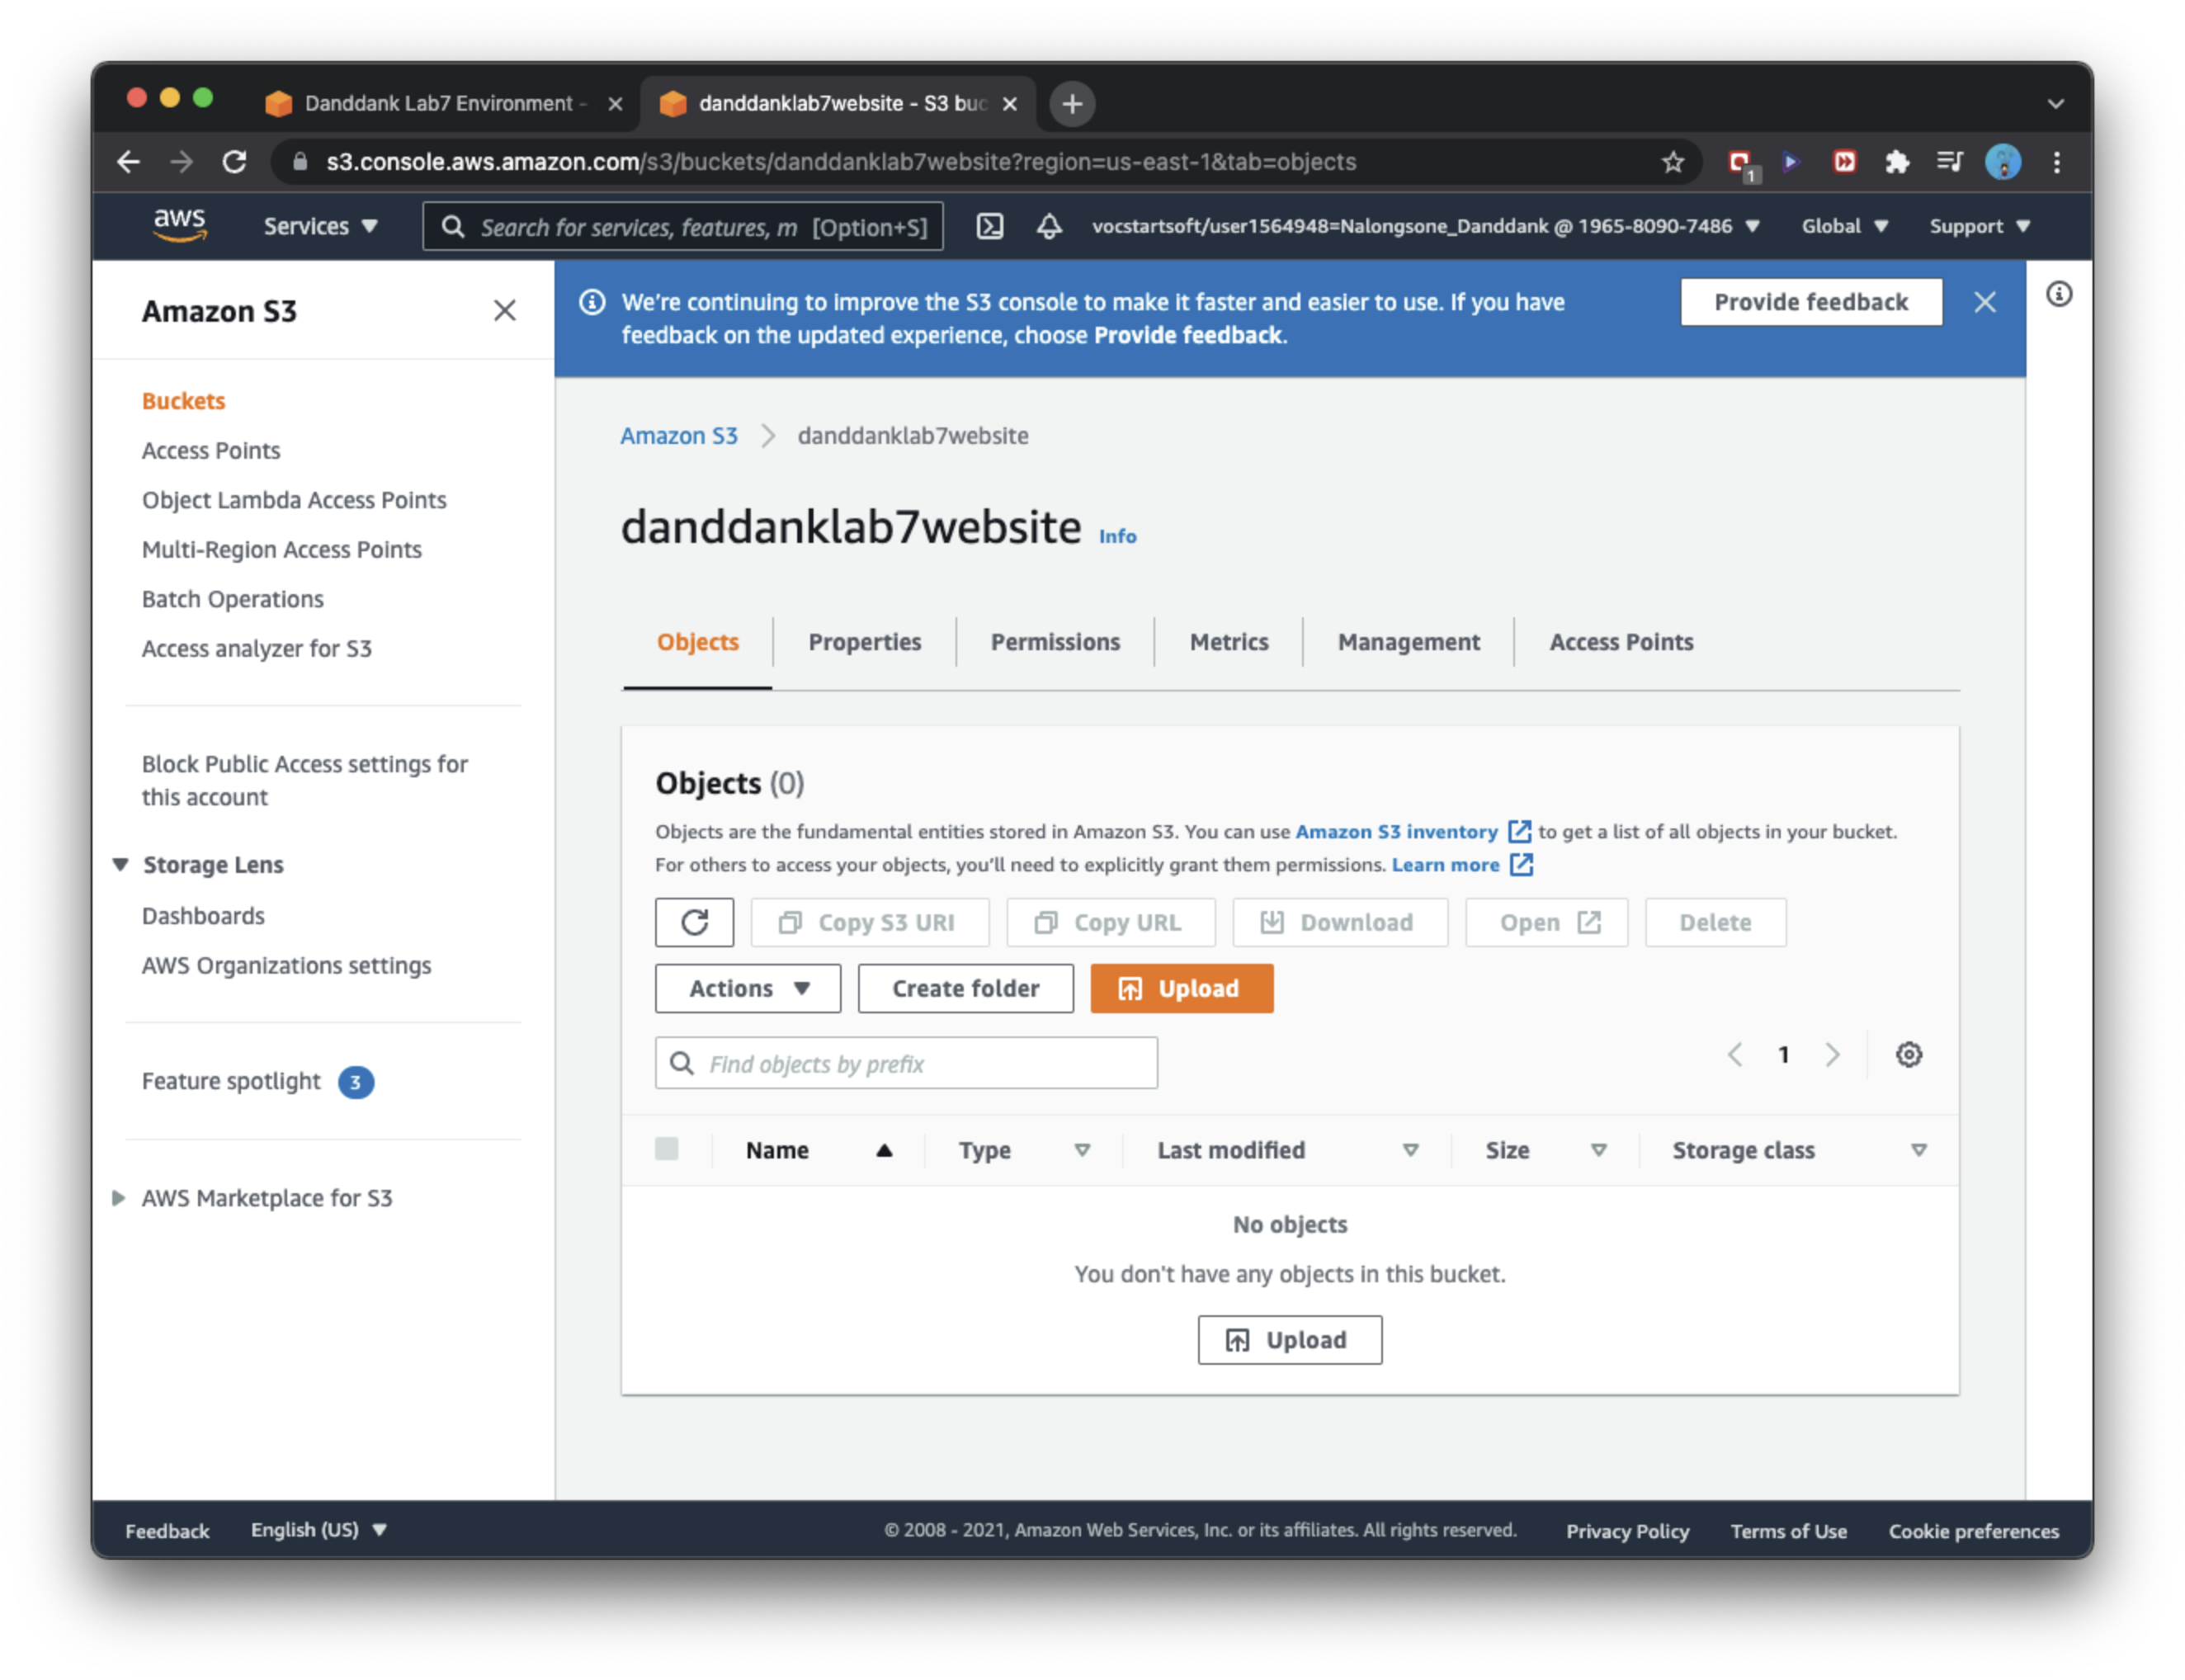 Danddank Lab7 Environment -
danddanklab7website - S3 buc
s3.console.aws.amazon.com/s3/buckets/danddanklab7website?region=us-east-1&tab=objects
1
aws
Services
Search for services, features, m [Option+S]
vocstartsoft/user1564948=Nalongsone_Danddank @ 1965-8090-7486
Global
Support
Amazon S3
Buckets
Access Points
Object Lambda Access Points
Multi-Region Access Points
Batch Operations
Access analyzer for S3
Block Public Access settings for
this account
Storage Lens
Dashboards
AWS Organizations settings
Feature spotlight 3
AWS Marketplace for S3
We're continuing to improve the S3 console to make it faster and easier to use. If you have
feedback on the updated experience, choose Provide feedback.
Provide feedback
Amazon S3 > danddanklab7website
danddanklab7website Info
Objects
Properties
Permissions
Metrics
Management
Access Points
Objects (0)
Objects are the fundamental entities stored in Amazon S3. You can use Amazon S3 inventory to get a list of all objects in your bucket.
For others to access your objects, you'll need to explicitly grant them permissions. Learn more
Copy S3 URI
Copy URL
Download
Open
Delete
Actions
Create folder
Upload
Find objects by prefix
1
Name
Type
Last modified
Size
Storage class
No objects
You don't have any objects in this bucket.
Upload
Feedback
English (US)
© 2008 - 2021, Amazon Web Services, Inc. or its affiliates. All rights reserved.
Privacy Policy
Terms of Use
Cookie preferences